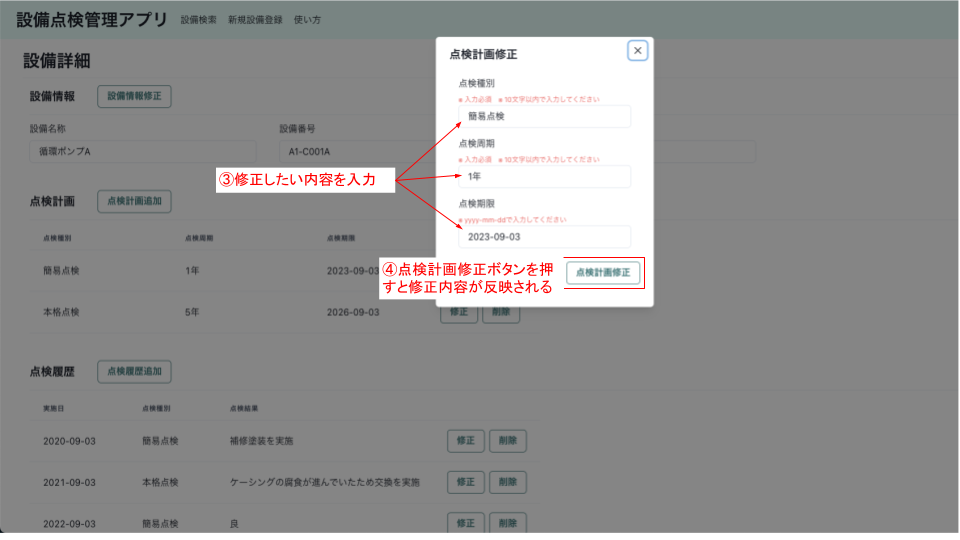 設備点検管理アプリ 設備検索 新規設備登録 使い方
設備詳細
設備情報 設備情報修正
設備名称 設備番号
循環ポンプA A1-C001A
点検計画 点検計画追加
点検種別 点検周期 点検期限
簡易点検 1年 2023-09-03
本格点検 5年 2026-09-03 修正 削除
点検履歴 点検履歴追加
実施日 点検種別 点検結果
2020-09-03 簡易点検 補修塗装を実施 修正 削除
2021-09-03 本格点検 ケーシングの腐食が進んでいたため交換を実施 修正 削除
2022-09-03 簡易点検 良 修正 削除
点検計画修正
点検種別
※ 入力必須 ※ 10文字以内で入力してください
簡易点検
点検周期
※ 入力必須 ※ 10文字以内で入力してください
1年
点検期限
※ yyyy-mm-ddで入力してください
2023-09-03
点検計画修正
③修正したい内容を入力
④点検計画修正ボタンを押
すと修正内容が反映される